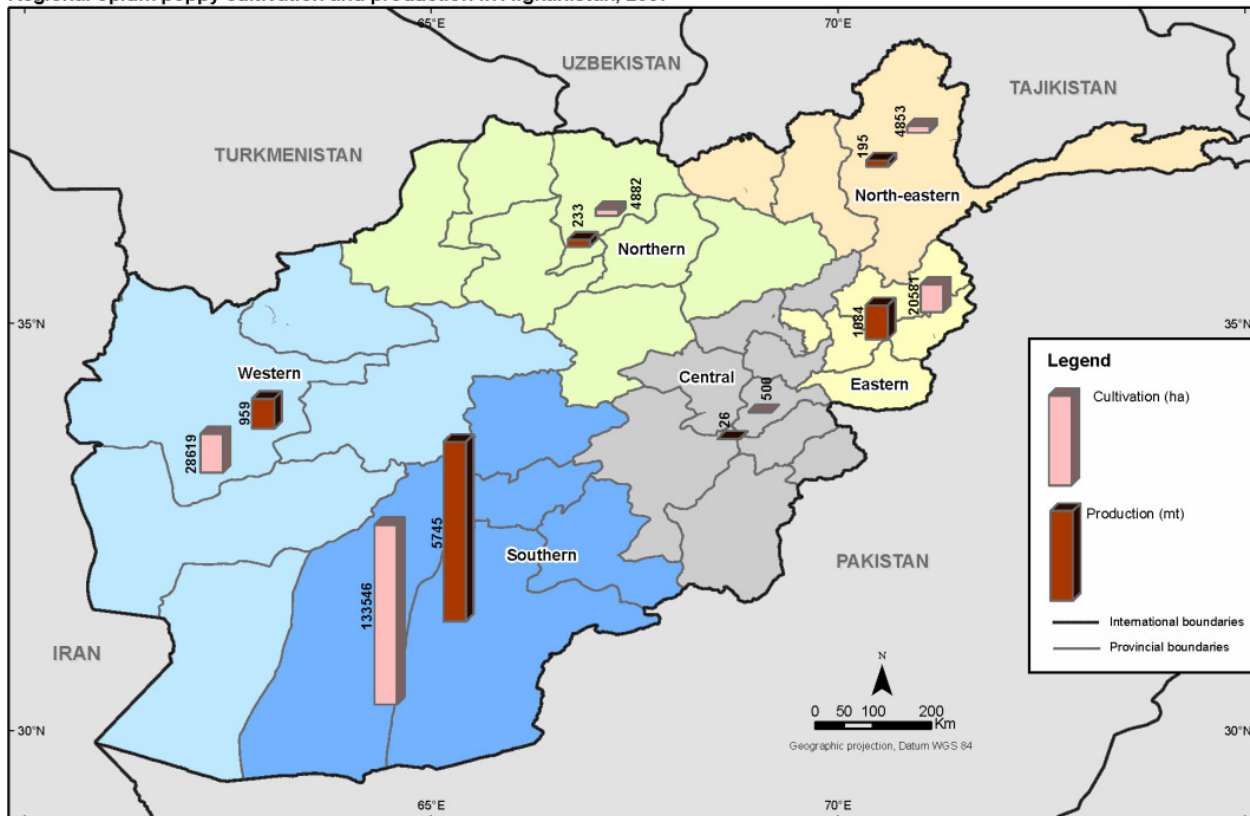 65°E
70°E
UZBEKISTAN
TAJIKISTAN
TURKMENISTAN
4853
195
North-eastern
4882
233
Northern
20581
1084
35°N
35°N
Eastern
Western
Central
959
28619
500
26
Legend
Cultivation (ha)
Production (mt)
International boundaries
Provincial boundaries
5745
133546
Southern
PAKISTAN
IRAN
N
0 50 100 200
Km
Geographic projection, Datum WGS 84
30°N
30°N
65°E
70°E